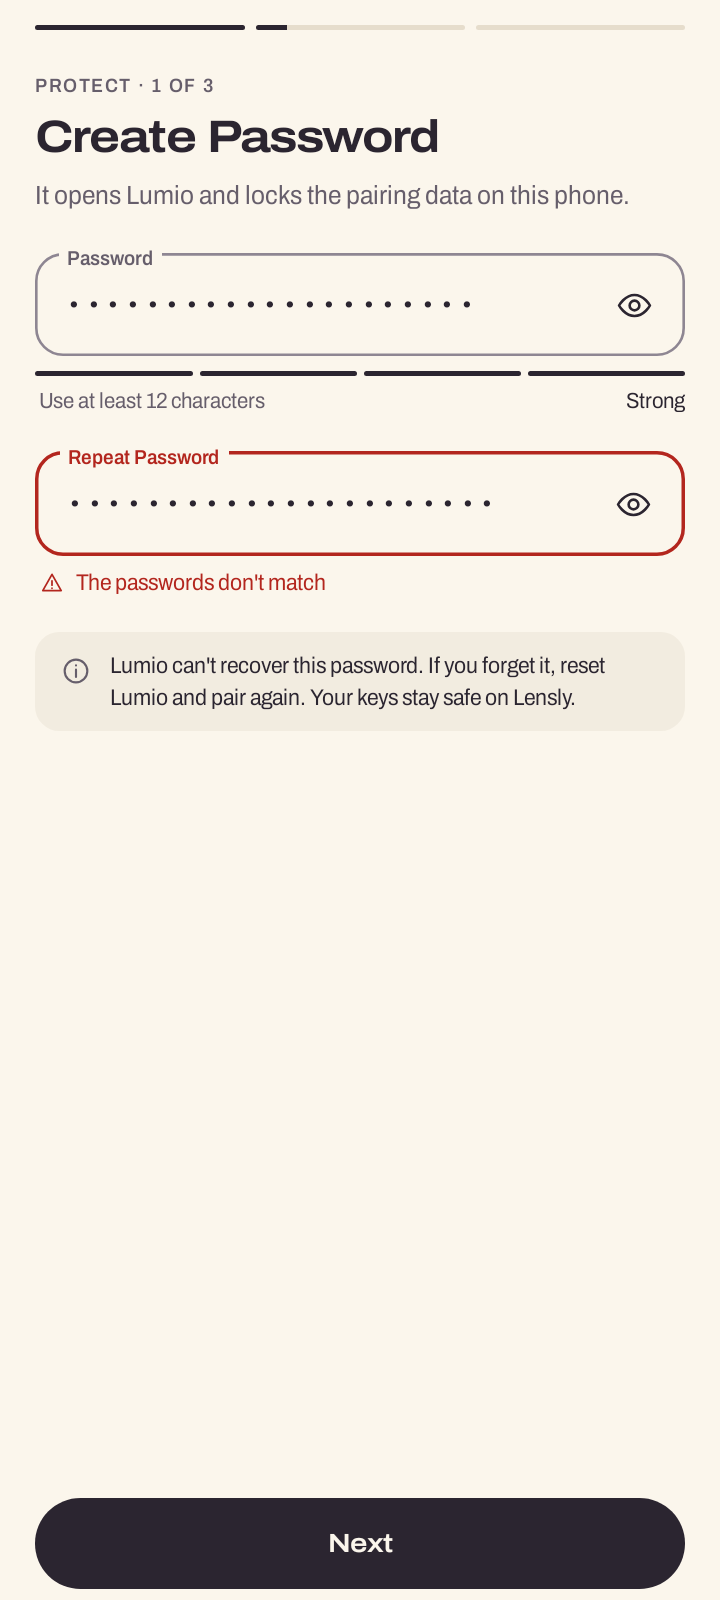 PROTECT · 1 OF 3
Create Password
It opens Lumio and locks the pairing data on this phone.
Password
• • • • • • • • • • • • • • • • • • • • •
Use at least 12 characters
Strong
Repeat Password
• • • • • • • • • • • • • • • • • • • • • •
The passwords don't match
Lumio can't recover this password. If you forget it, reset
Lumio and pair again. Your keys stay safe on Lensly.
Next